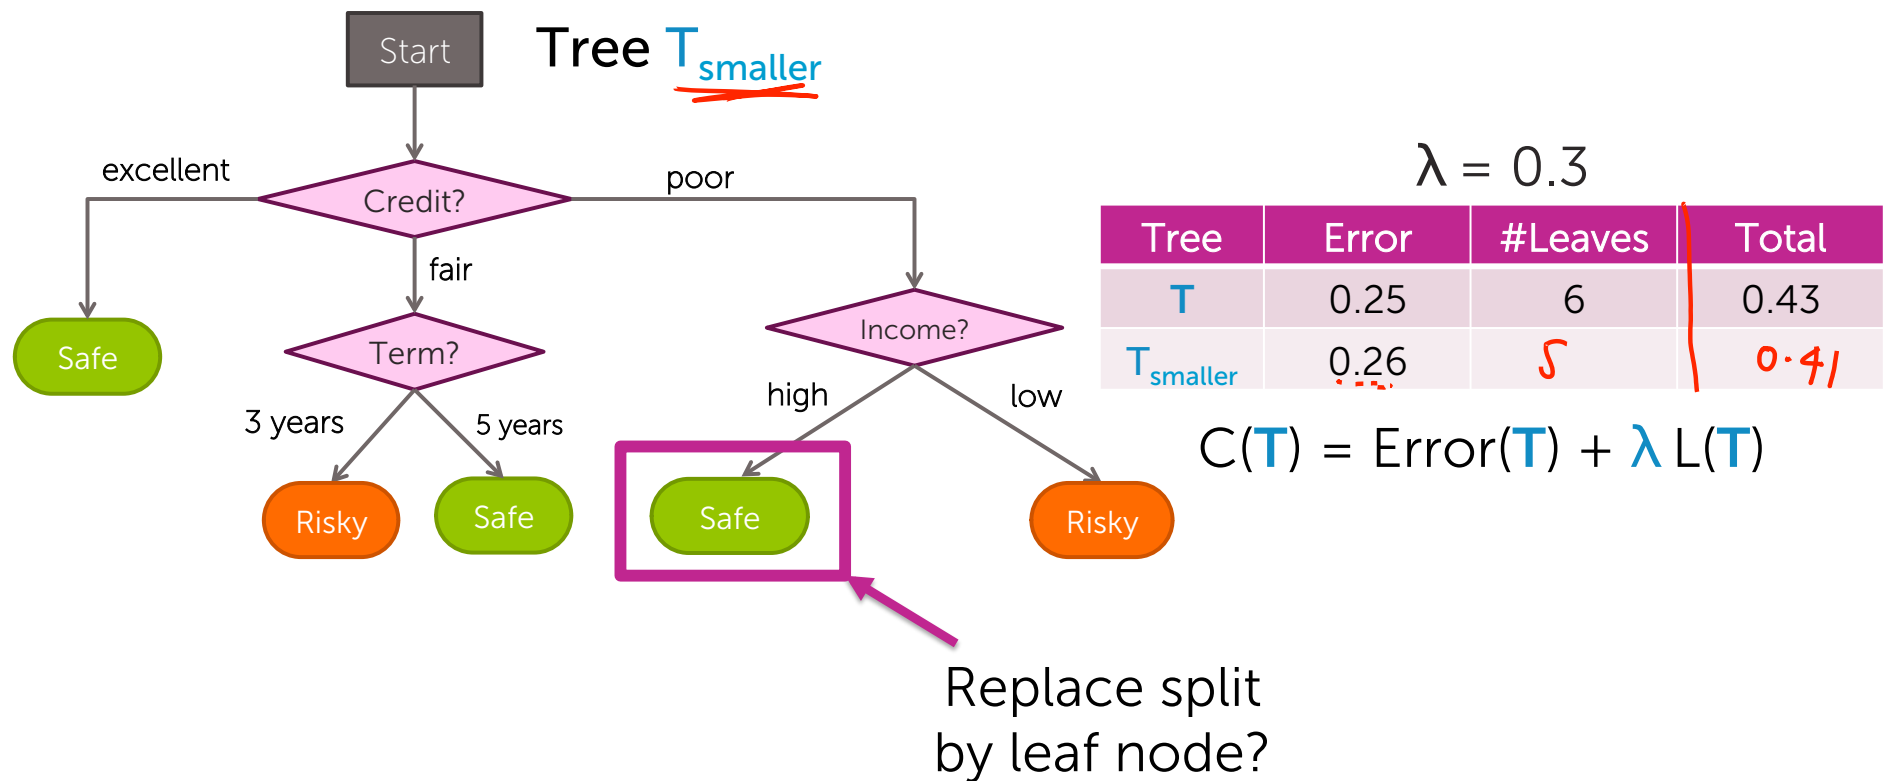 Start
Tree T smaller
excellent
Credit?
poor
fair
Safe
Term?
Income?
3 years
5 years
high
low
Risky
Safe
Safe
Risky
Replace split
by leaf node?
λ = 0.3
Tree Error #Leaves Total
T 0.25 6 0.43
T smaller 0.26 5 0.41
C(T) = Error(T) + λ L(T)